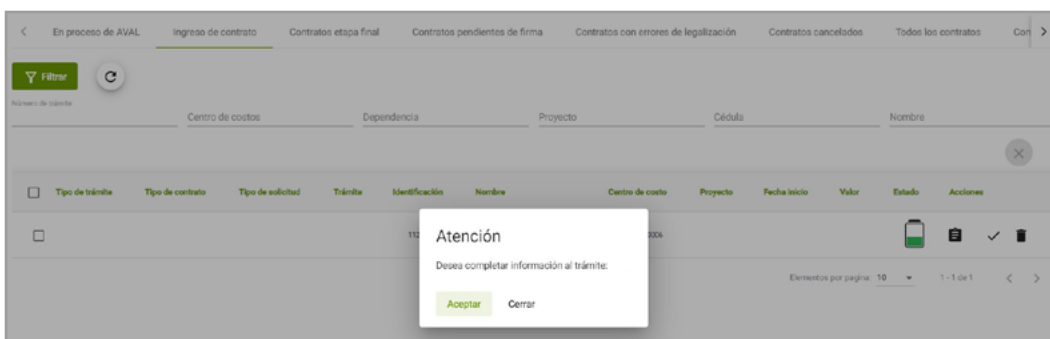 En proceso de AVAL Ingreso de contrato Contratos etapa final Contratos pendientes de firma Contratos con errores de legalización Contratos cancelados Todos los contratos Con
Filtrar
Número de trámite
Centro de costos Dependencia Proyecto Cédula Nombre
Tipo de trámite Tipo de contrato Tipo de solicitud Trámite Identificación Nombre Centro de costo Proyecto Fecha inicio Valor Estado Acciones
112
Atención
Desea completar información al trámite:
Aceptar Cerrar
Elementos por pagina 10 1 - 1 de 1